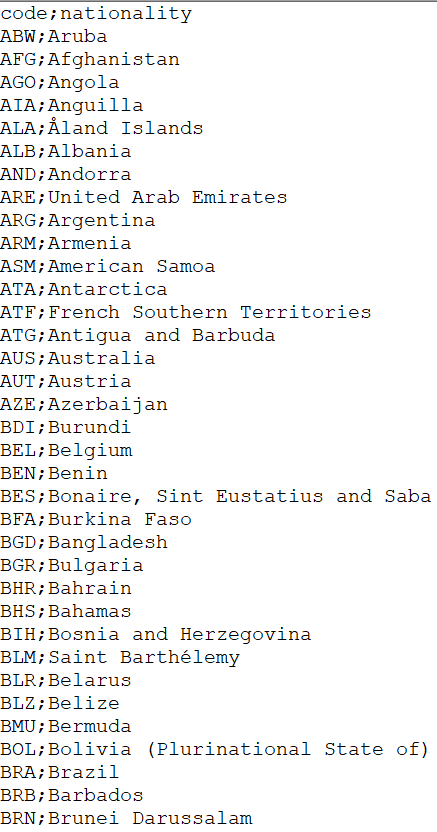 code;nationality
ABW;Aruba
AFG;Afghanistan
AGO;Angola
AIA;Anguilla
ALA;Åland Islands
ALB;Albania
AND;Andorra
ARE;United Arab Emirates
ARG;Argentina
ARM;Armenia
ASM;American Samoa
ATA;Antarctica
ATF;French Southern Territories
ATG;Antigua and Barbuda
AUS;Australia
AUT;Austria
AZE;Azerbaijan
BDI;Burundi
BEL;Belgium
BEN;Benin
BES;Bonaire, Sint Eustatius and Saba
BFA;Burkina Faso
BGD;Bangladesh
BGR;Bulgaria
BHR;Bahrain
BHS;Bahamas
BIH;Bosnia and Herzegovina
BLM;Saint Barthélemy
BLR;Belarus
BLZ;Belize
BMU;Bermuda
BOL;Bolivia (Plurinational State of)
BRA;Brazil
BRB;Barbados
BRN;Brunei Darussalam